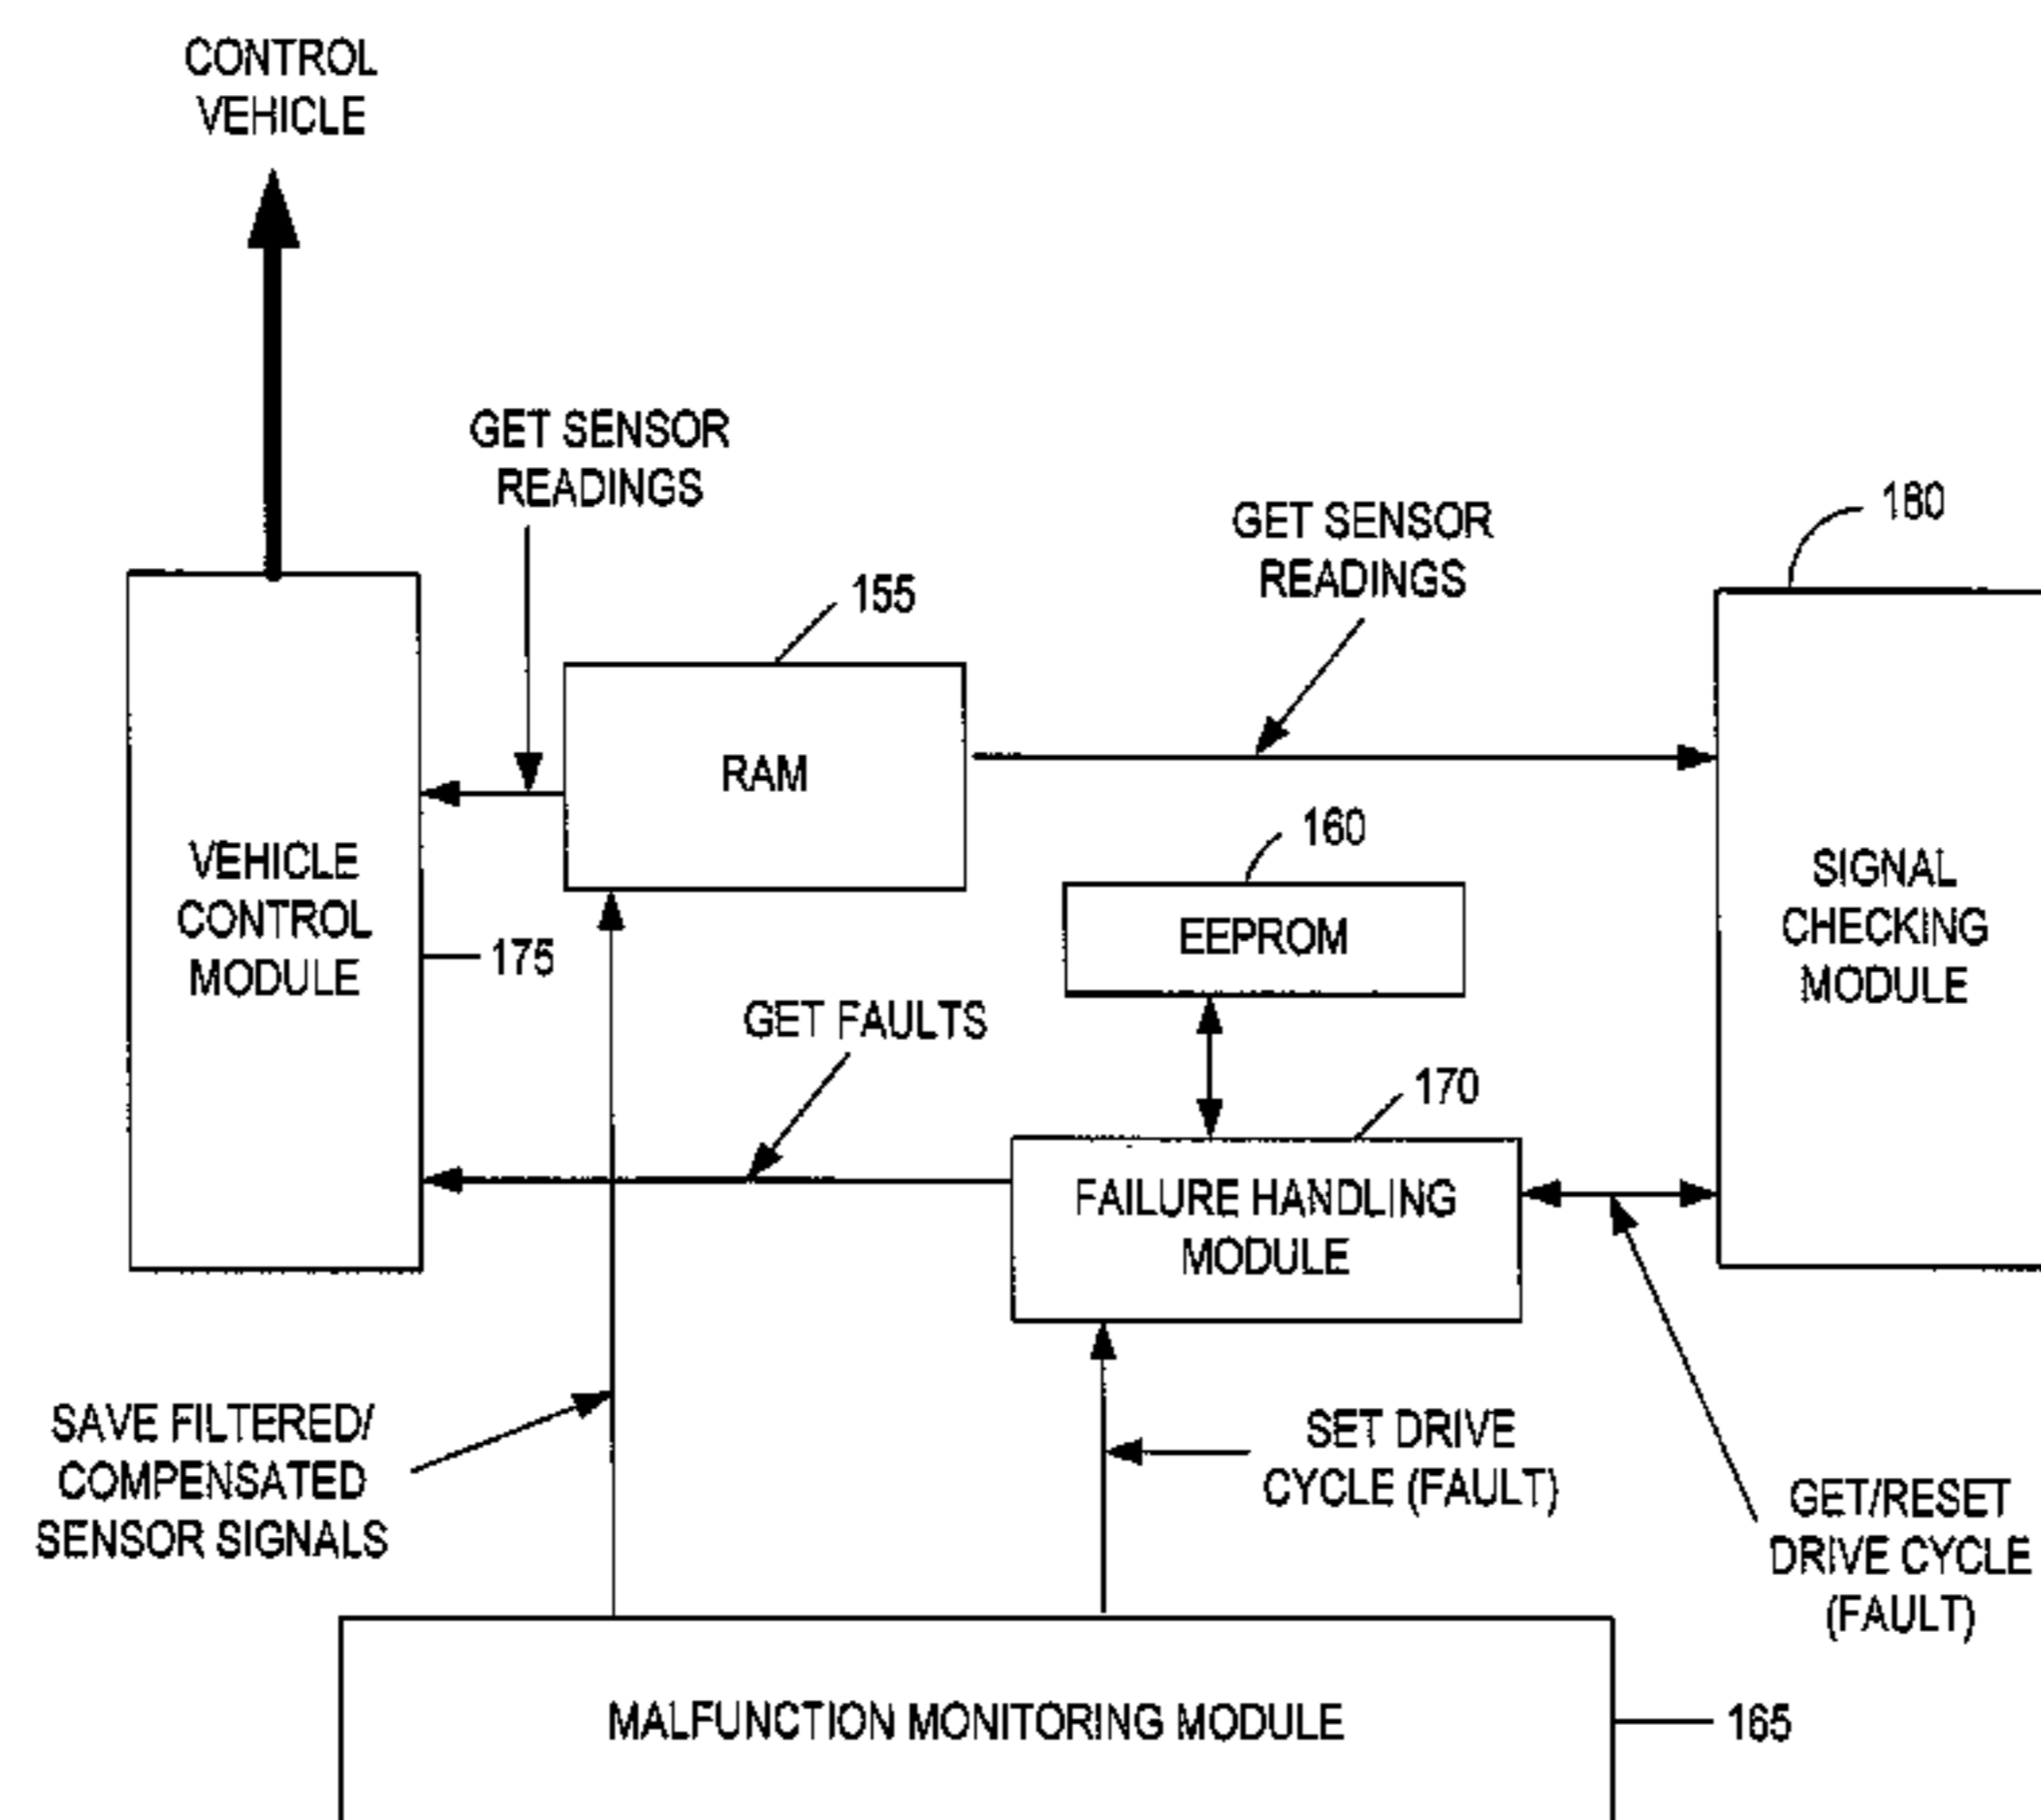 CONTROL
VEHICLE
GET SENSOR
READINGS
GET SENSOR
READINGS
180
155
RAM
160
VEHICLE
CONTROL
MODULE
175
EEPROM
SIGNAL
CHECKING
MODULE
GET FAULTS
170
FAILURE HANDLING
MODULE
SAVE FILTERED/
COMPENSATED
SENSOR SIGNALS
SET DRIVE
CYCLE (FAULT)
GET/RESET
DRIVE CYCLE
(FAULT)
MALFUNCTION MONITORING MODULE
165